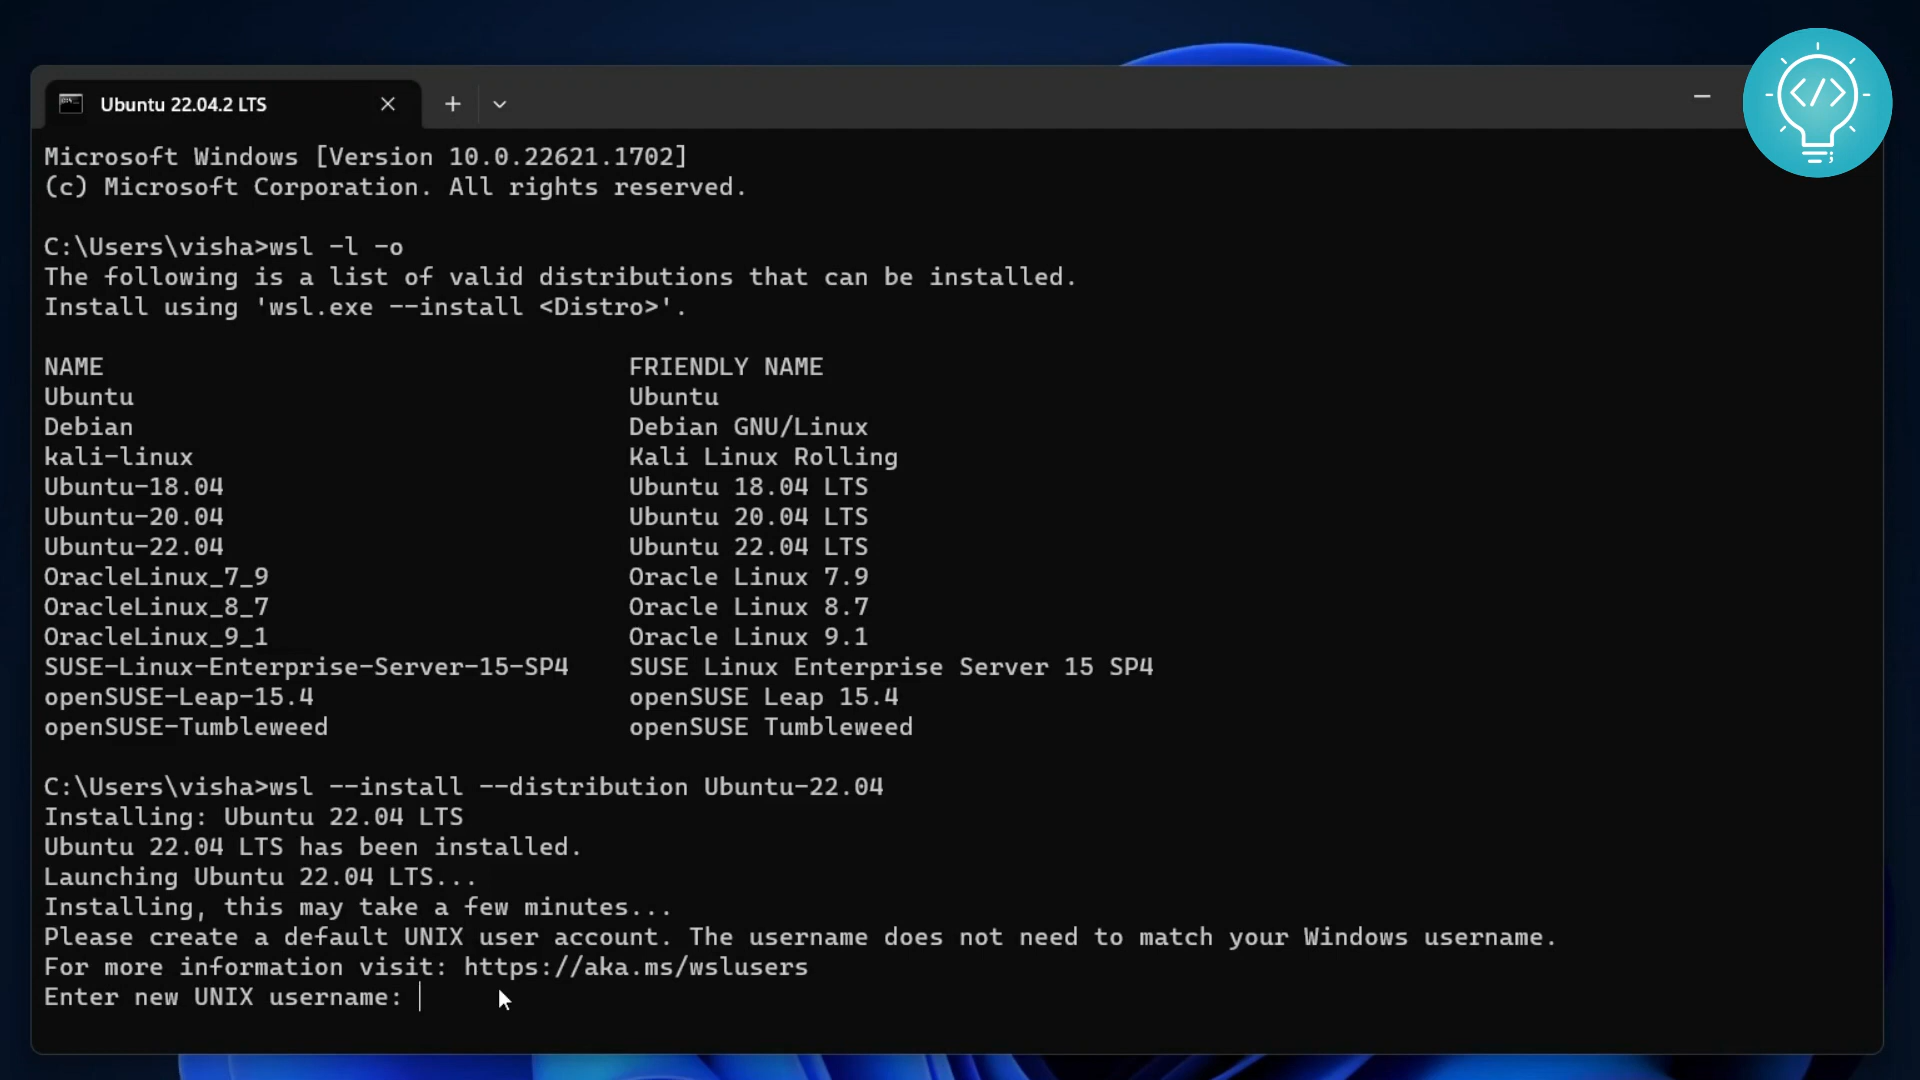 Ubuntu 22.04.2 LTS
</>
Microsoft Windows [Version 10.0.22621.1702]
(c) Microsoft Corporation. All rights reserved.
C:\Users\visha>wsl -l -o
The following is a list of valid distributions that can be installed.
Install using 'wsl.exe --install <Distro>'.
NAME FRIENDLY NAME
Ubuntu Ubuntu
Debian Debian GNU/Linux
kali-linux Kali Linux Rolling
Ubuntu-18.04 Ubuntu 18.04 LTS
Ubuntu-20.04 Ubuntu 20.04 LTS
Ubuntu-22.04 Ubuntu 22.04 LTS
OracleLinux_7_9 Oracle Linux 7.9
OracleLinux_8_7 Oracle Linux 8.7
OracleLinux_9_1 Oracle Linux 9.1
SUSE-Linux-Enterprise-Server-15-SP4 SUSE Linux Enterprise Server 15 SP4
openSUSE-Leap-15.4 openSUSE Leap 15.4
openSUSE-Tumbleweed openSUSE Tumbleweed
C:\Users\visha>wsl --install --distribution Ubuntu-22.04
Installing: Ubuntu 22.04 LTS
Ubuntu 22.04 LTS has been installed.
Launching Ubuntu 22.04 LTS...
Installing, this may take a few minutes...
Please create a default UNIX user account. The username does not need to match your Windows username.
For more information visit: https://aka.ms/wslusers
Enter new UNIX username: